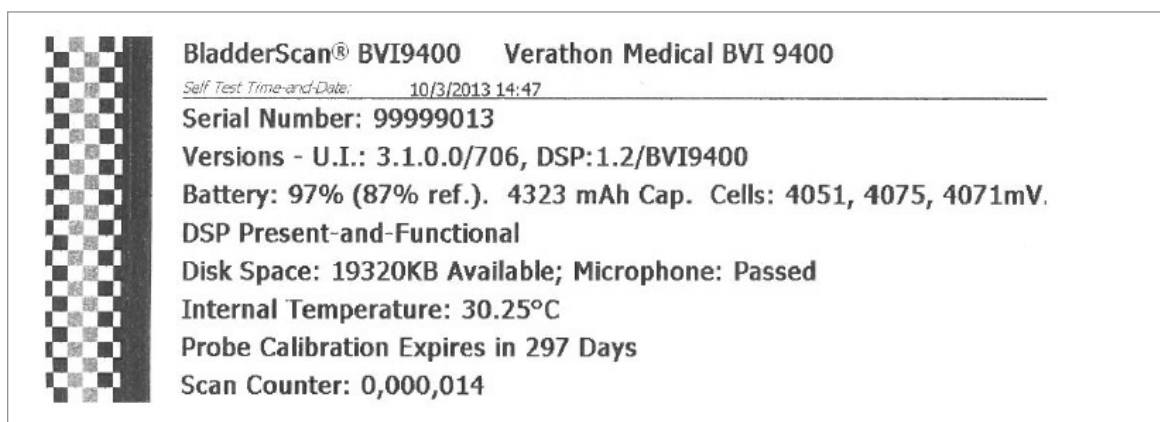 BladderScan® BVI9400 Verathon Medical BVI 9400
Self Test Time-and-Date: 10/3/2013 14:47
Serial Number: 99999013
Versions - U.I.: 3.1.0.0/706, DSP:1.2/BVI9400
Battery: 97% (87% ref.). 4323 mAh Cap. Cells: 4051, 4075, 4071mV.
DSP Present-and-Functional
Disk Space: 19320KB Available; Microphone: Passed
Internal Temperature: 30.25°C
Probe Calibration Expires in 297 Days
Scan Counter: 0,000,014